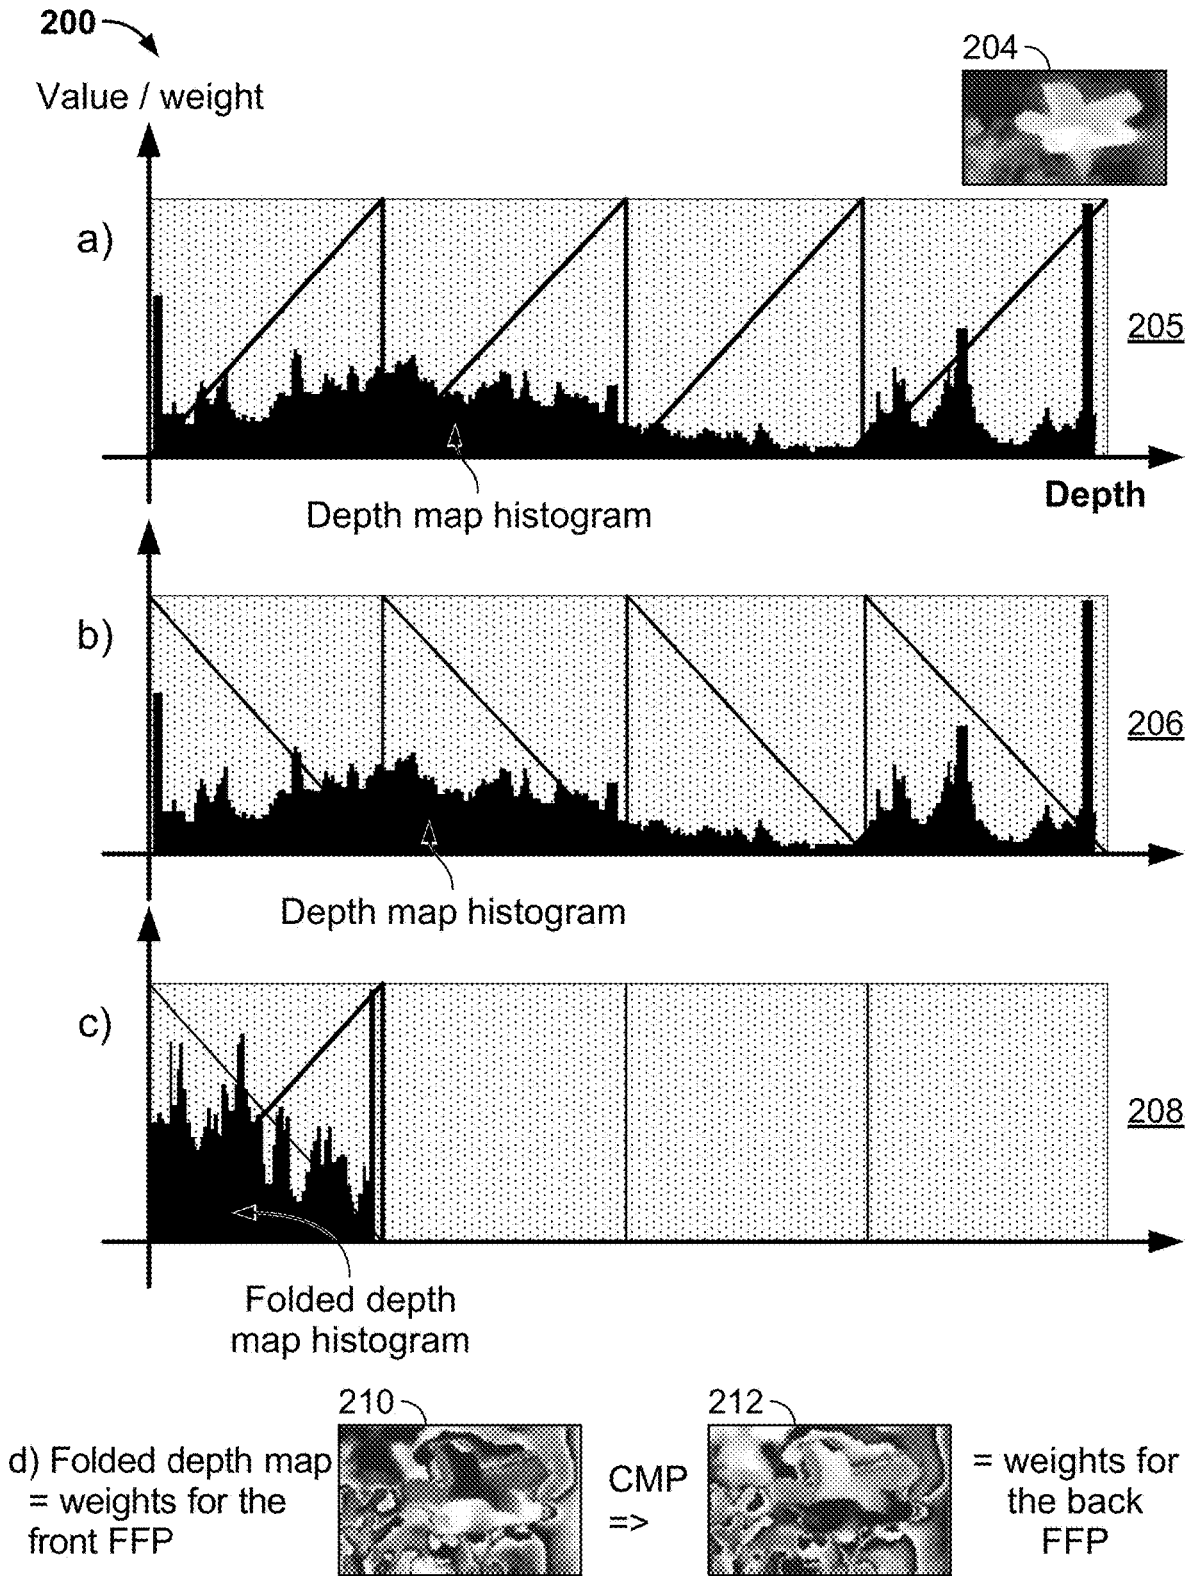 200
204
Value / weight
a)
205
Depth
Depth map histogram
b)
206
Depth map histogram
c)
208
Folded depth
map histogram
210
212
d) Folded depth map
= weights for the
front FFP
CMP
=>
= weights for
the back
FFP